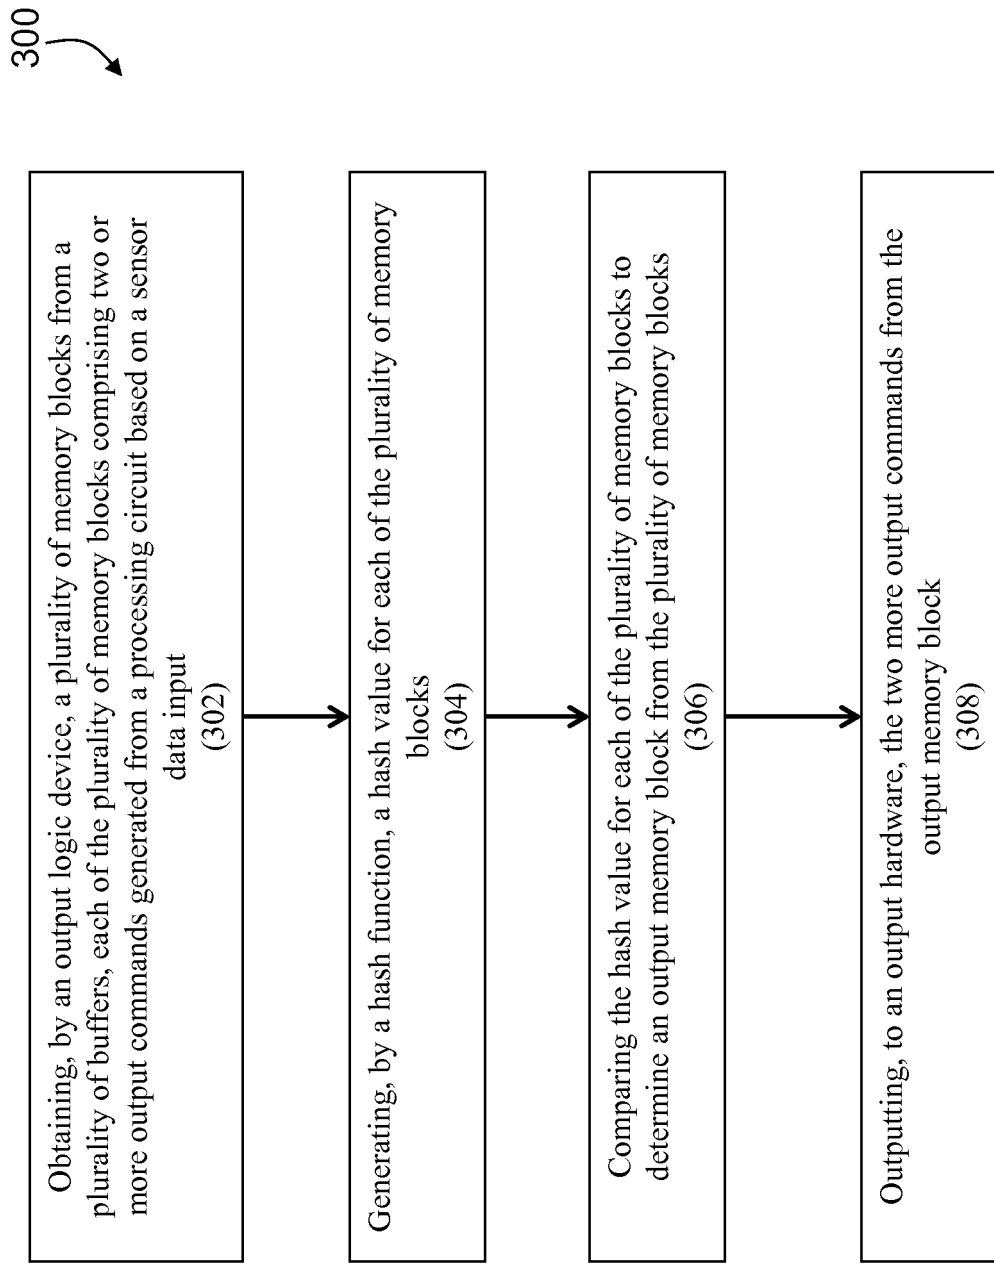 300
Obtaining, by an output logic device, a plurality of memory blocks from a
plurality of buffers, each of the plurality of memory blocks comprising two or
more output commands generated from a processing circuit based on a sensor
data input
(302)
Generating, by a hash function, a hash value for each of the plurality of memory
blocks
(304)
Comparing the hash value for each of the plurality of memory blocks to
determine an output memory block from the plurality of memory blocks
(306)
Outputting, to an output hardware, the two more output commands from the
output memory block
(308)